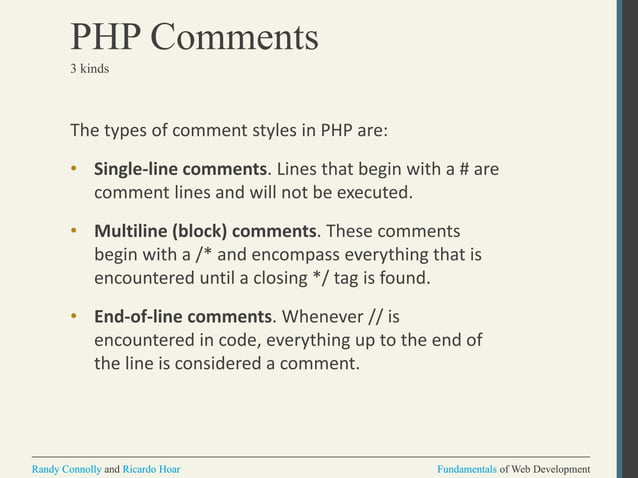 PHP Comments
3 kinds
The types of comment styles in PHP are:
• Single-line comments. Lines that begin with a # are
comment lines and will not be executed.
• Multiline (block) comments. These comments
begin with a /* and encompass everything that is
encountered until a closing */ tag is found.
• End-of-line comments. Whenever // is
encountered in code, everything up to the end of
the line is considered a comment.
Randy Connolly and Ricardo Hoar
Fundamentals of Web Development